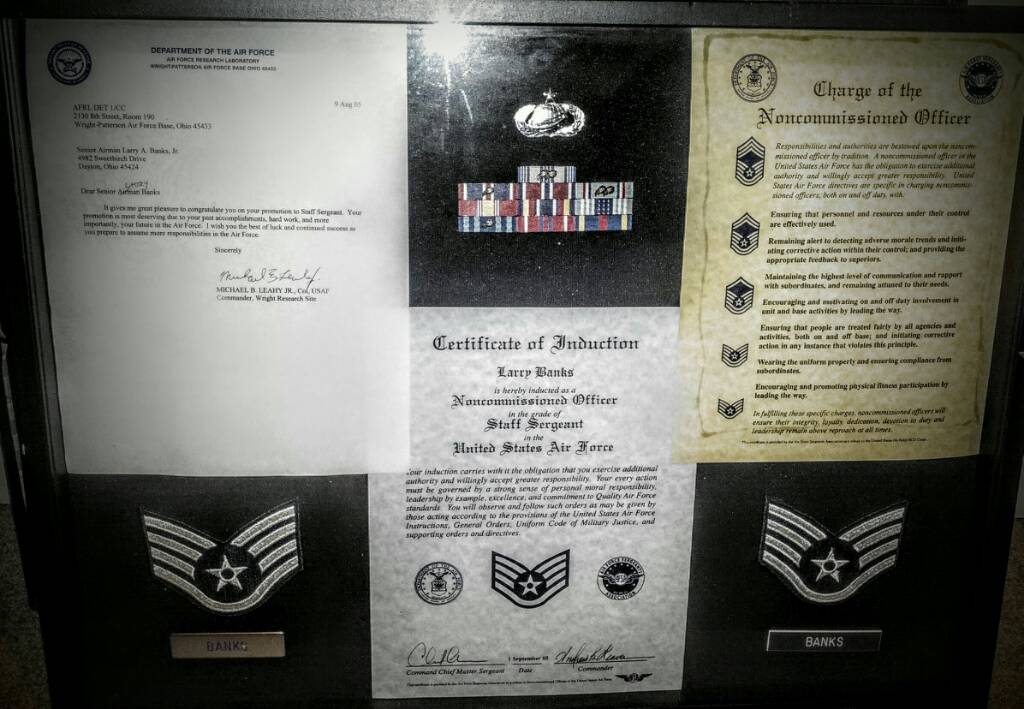 DEPARTMENT OF THE AIR FORCE
AIR FORCE RESEARCH LABORATORY
WRIGHT-PATTERSON AIR FORCE BASE OHIO 45433
9 Aug 05
AFRL DET 1/CC
2130 8th Street, Room 190
Wright-Patterson Air Force Base, Ohio 45433
Senior Airman Larry A. Banks, Jr.
4982 Sweetbirch Drive
Dayton, Ohio 45424
Larry
Dear Senior Airman Banks
It gives me great pleasure to congratulate you on your promotion to Staff Sergeant. Your
promotion is most deserving due to your past accomplishments, hard work, and more
importantly, your future in the Air Force. I wish you the best of luck and continued success as
you prepare to assume more responsibilities in the Air Force.
Sincerely
Michael B Leahy
MICHAEL B. LEAHY JR., Col, USAF
Commander, Wright Research Site
Charge of the
Noncommissioned Officer
Responsibilities and authorities are bestowed upon the noncom-
missioned officer by tradition. A noncommissioned officer in the
United States Air Force has the obligation to exercise additional
authority and willingly accept greater responsibility. United
States Air Force directives are specific in charging noncommis-
sioned officers, both on and off duty, with:
Ensuring that personnel and resources under their control
are effectively used.
Remaining alert to detecting adverse morale trends and initi-
ating corrective action within their control; and providing the
appropriate feedback to superiors.
Maintaining the highest level of communication and rapport
with subordinates, and remaining attuned to their needs.
Encouraging and motivating on and off duty involvement in
unit and base activities by leading the way.
Ensuring that people are treated fairly by all agencies and
activities, both on and off base; and initiating corrective
action in any instance that violates this principle.
Wearing the uniform properly and ensuring compliance from
subordinates.
Encouraging and promoting physical fitness participation by
leading the way.
In fulfilling these specific charges, noncommissioned officers will
ensure their integrity, loyalty, dedication, devotion to duty and
leadership remain above reproach at all times.
Certificate of Induction
Larry Banks
is hereby inducted as a
Noncommissioned Officer
in the grade of
Staff Sergeant
in the
United States Air Force
Your induction carries with it the obligation that you exercise additional
authority and willingly accept greater responsibility. Your every action
must be governed by a strong sense of personal moral responsibility,
leadership by example, excellence, and commitment to Quality Air Force
standards. You will observe and follow such orders as may be given by
those acting according to the provisions of the United States Air Force
Instructions, General Orders, Uniform Code of Military Justice, and
supporting orders and directives.
1 September 05
Command Chief Master Sergeant Date Commander
BANKS
BANKS